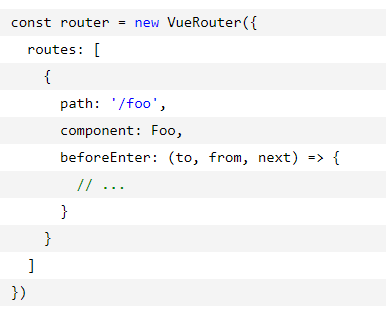 const router = new VueRouter({
  routes: [
    {
      path: '/foo',
      component: Foo,
      beforeEnter: (to, from, next) => {
        // ...
      }
    }
  ]
})